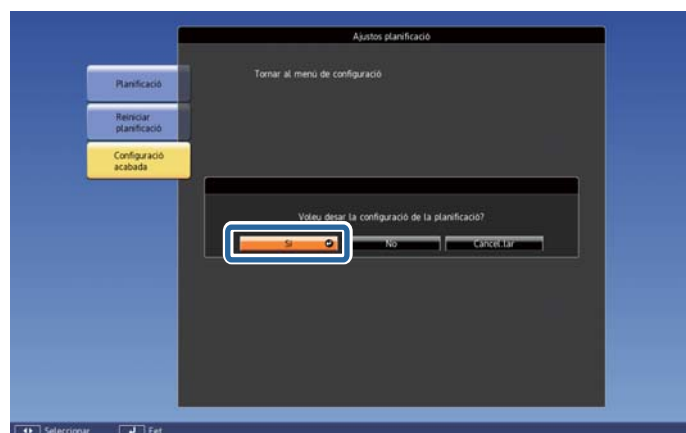 Ajustos planificació
Planificació
Tornar al menú de configuració
Reiniciar
planificació
Configuració
acabada
Voleu desar la configuració de la planificació?
Sí
No
Cancel.lar
Seleccionar
Fet